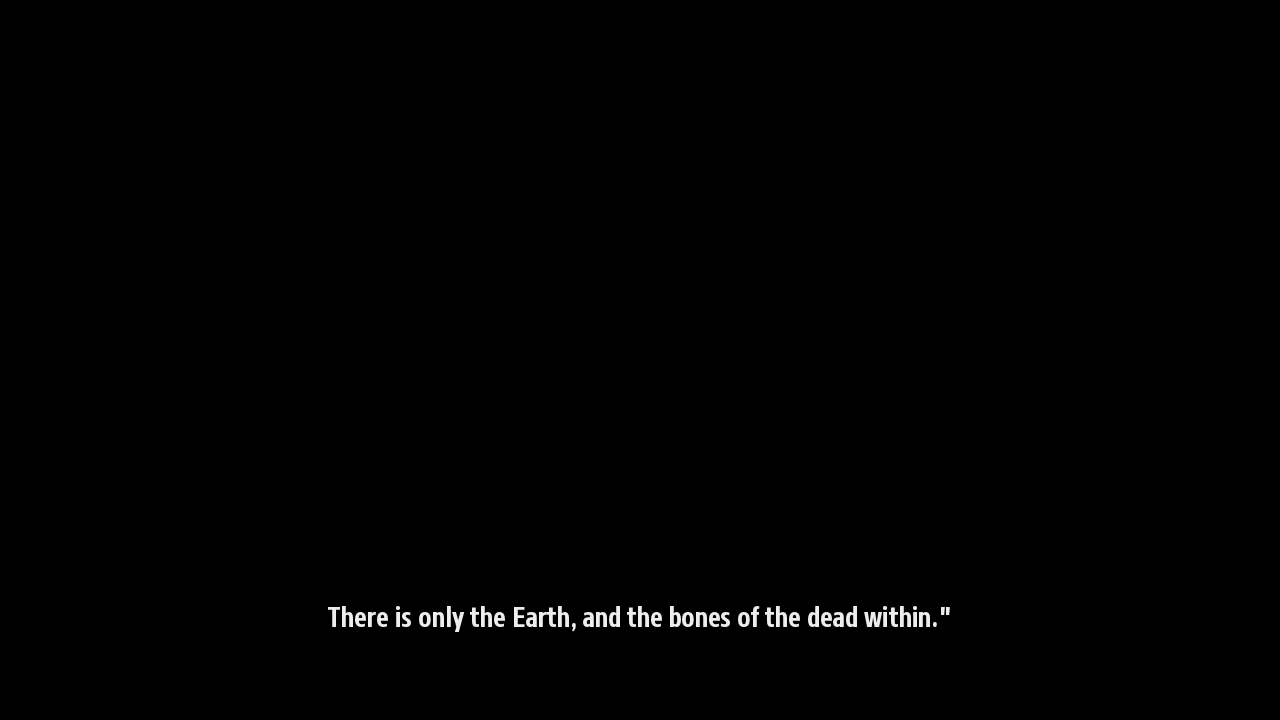 There is only the Earth, and the bones of the dead within."